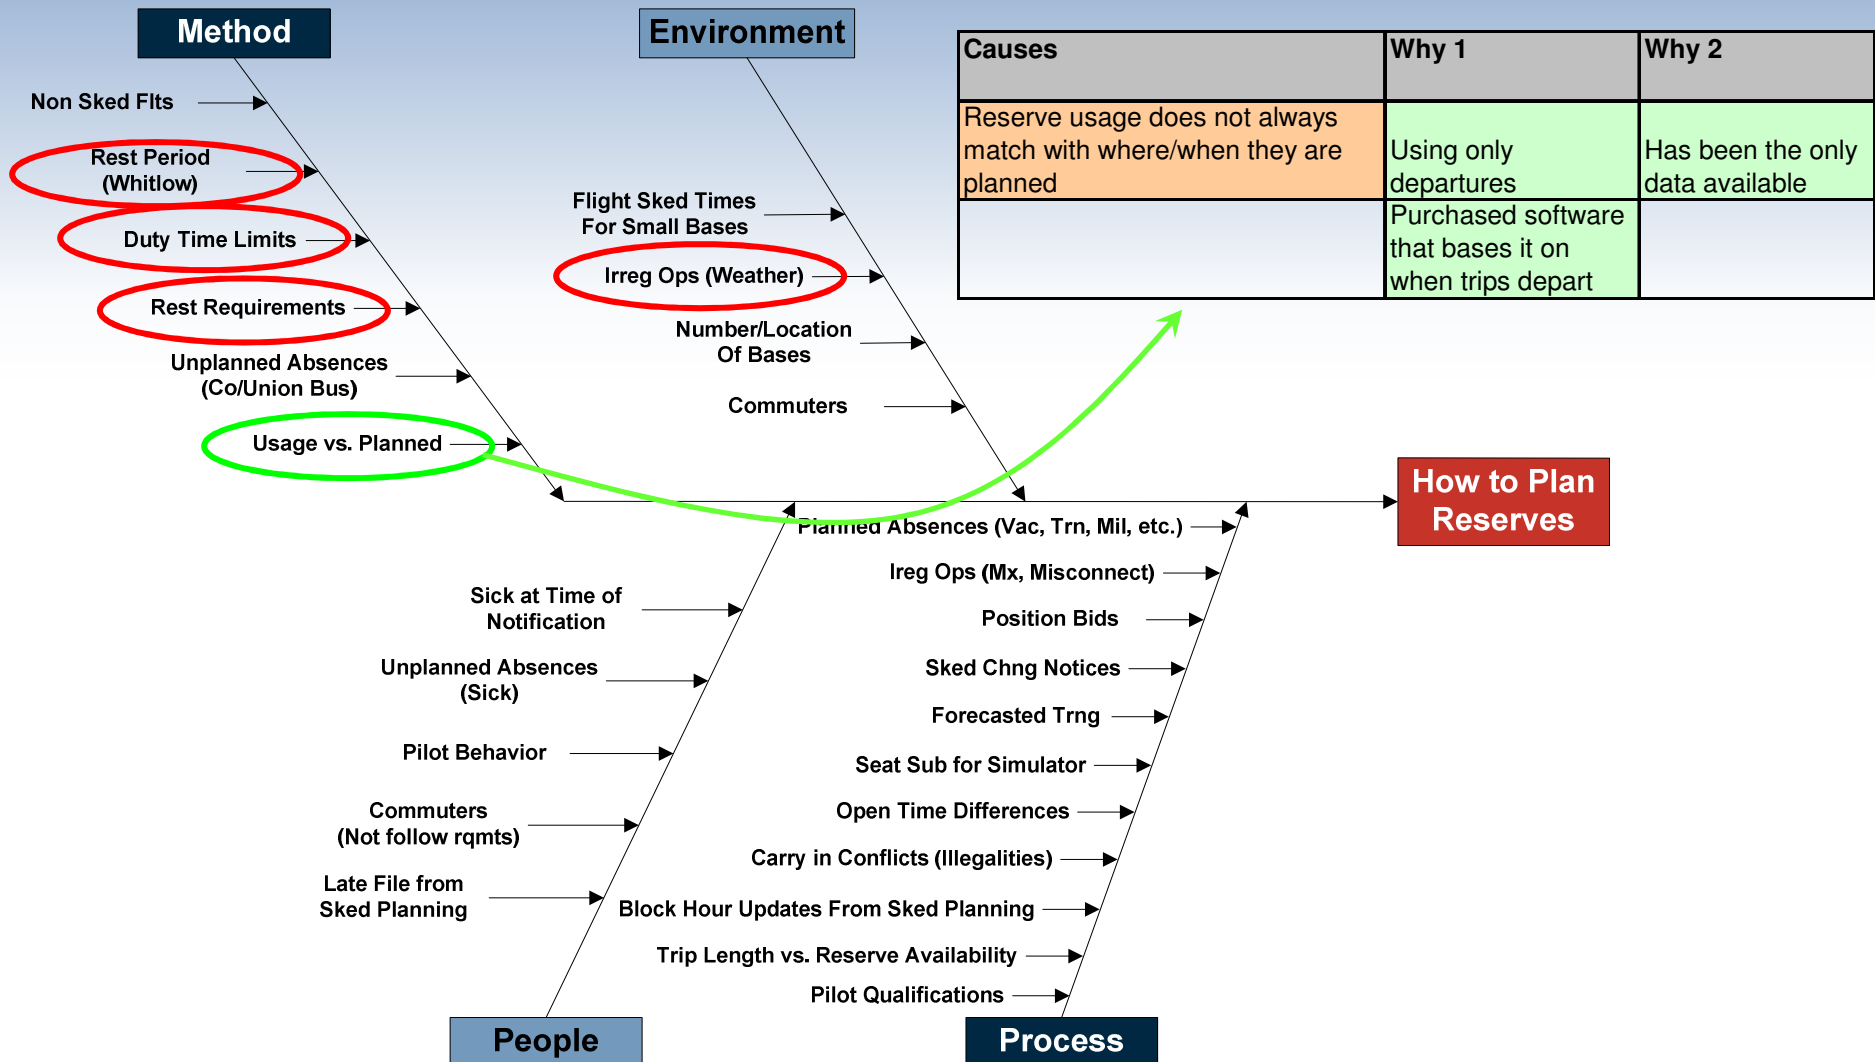 Method
Non Sked Flts
Rest Period
(Whitlow)
Duty Time Limits
Rest Requirements
Unplanned Absences
(Co/Union Bus)
Usage vs. Planned
Environment
Flight Sked Times
For Small Bases
Irreg Ops (Weather)
Number/Location
Of Bases
Commuters
Causes
Why 1
Why 2
Reserve usage does not always
match with where/when they are
planned
Using only
departures
Has been the only
data available
Purchased software
that bases it on
when trips depart
How to Plan
Reserves
Sick at Time of
Notification
Unplanned Absences
(Sick)
Pilot Behavior
Commuters
(Not follow rqmts)
Late File from
Sked Planning
People
Planned Absences (Vac, Trn, Mil, etc.)
Ireg Ops (Mx, Misconnect)
Position Bids
Sked Chng Notices
Forecasted Trng
Seat Sub for Simulator
Open Time Differences
Carry in Conflicts (Illegalities)
Block Hour Updates From Sked Planning
Trip Length vs. Reserve Availability
Pilot Qualifications
Process